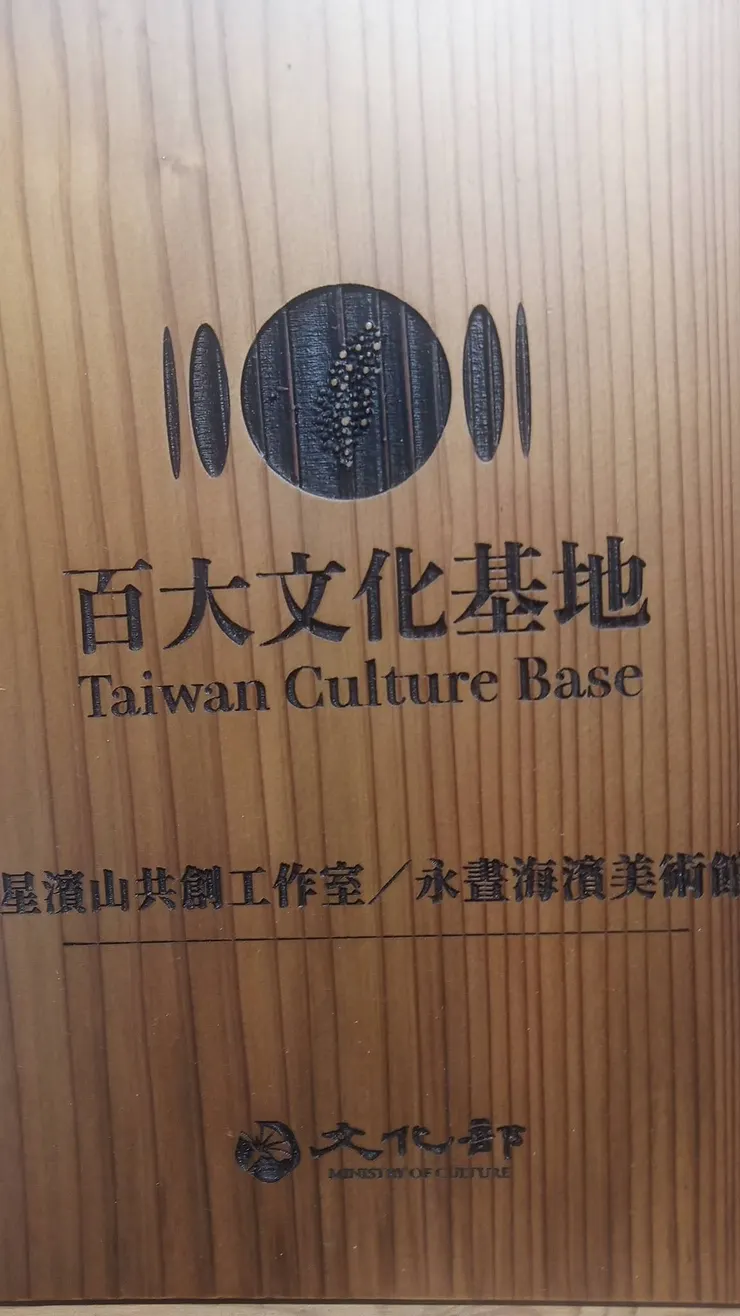 百大文化基地
Taiwan Culture Base
星濱山共創工作室／永晝海濱美術館
文化部
MINISTRY OF CULTURE